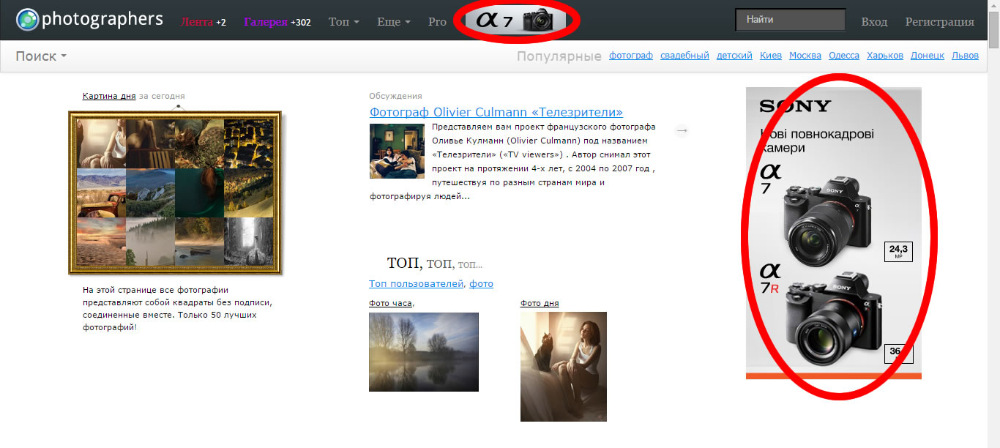 photographers Лента +2 Галерея +302 Топ Еще Pro α 7 Найти Вход Регистрация
Поиск Популярные фотограф свадебный детский Киев Москва Одесса Харьков Донецк Львов
Картина дня за сегодня
На этой странице все фотографии
представляют собой квадраты без подписи,
соединенные вместе. Только 50 лучших
фотографий!
Обсуждения
Фотограф Olivier Culmann «Телезрители»
Представляем вам проект французского фотографа
Оливье Кулманн (Olivier Culmann) под названием
«Телезрители» («TV viewers») . Автор снимал этот
проект на протяжении 4-х лет, с 2004 по 2007 год ,
путешествуя по разным странам мира и
фотографируя людей...
ТОП, ТОП, ТОП...
Топ пользователей, фото
Фото часа, Фото дня
SONY
Нові повнокадрові
камери
α
7
SONY
α
7
24,3
MP
α
7R
SONY
α
36